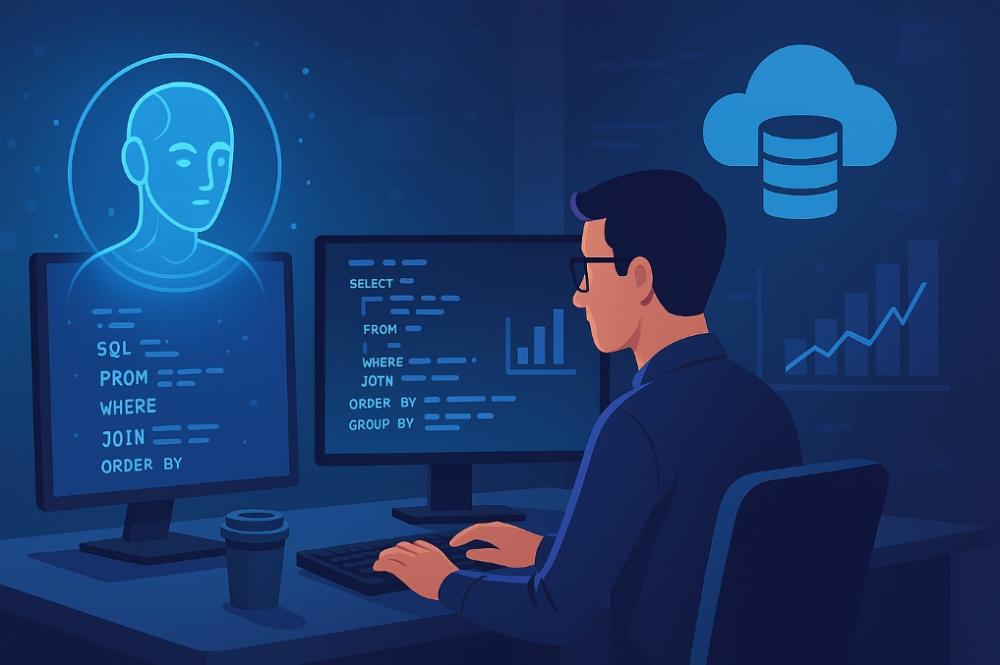 SQL
PROM
WHERE
JOIN
ORDER BY
SELECT
FROM
WHERE
JOTN
ORDER BY
GROUP BY